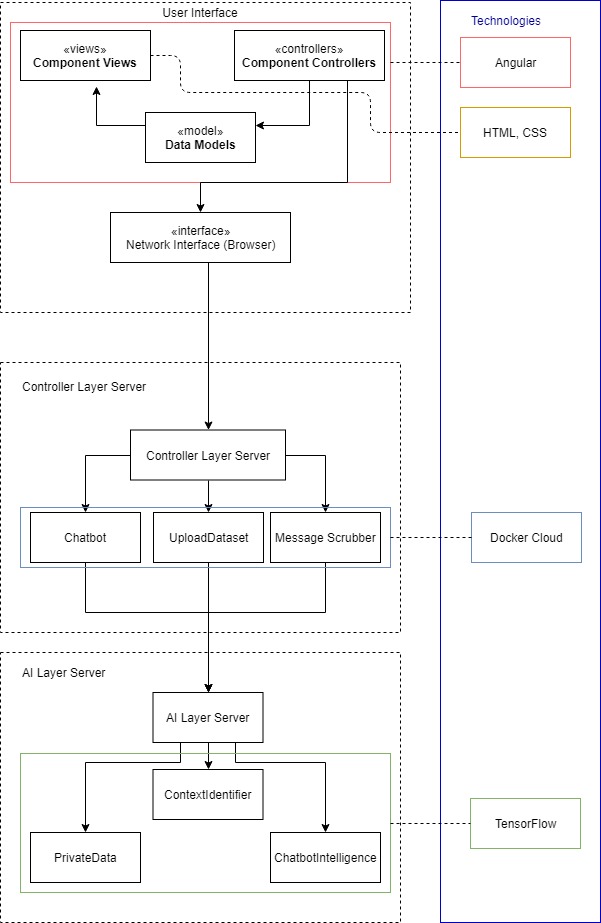 User Interface
Technologies
«views»
Component Views
«controllers»
Component Controllers
Angular
«model»
Data Models
HTML, CSS
«interface»
Network Interface (Browser)
Controller Layer Server
Controller Layer Server
Chatbot
UploadDataset
Message Scrubber
Docker Cloud
AI Layer Server
AI Layer Server
ContextIdentifier
TensorFlow
PrivateData
ChatbotIntelligence